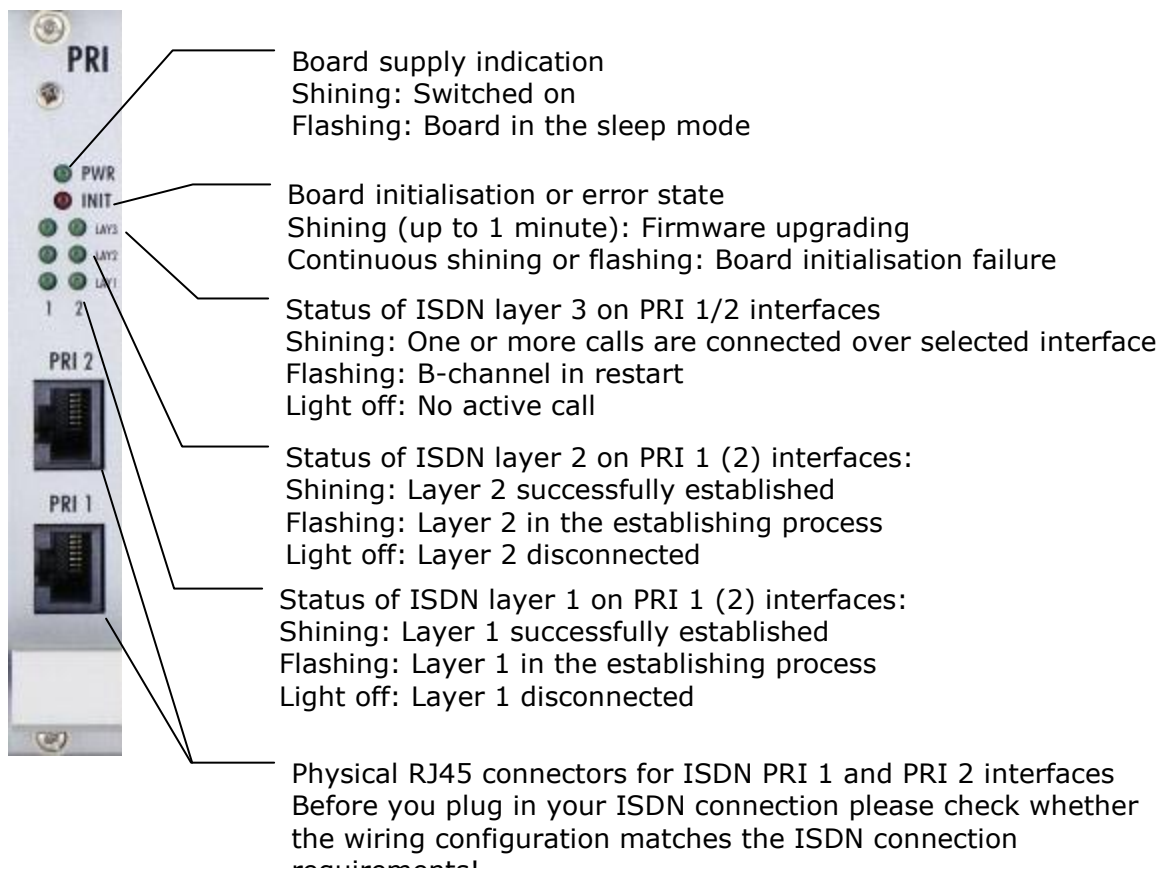 PRI
Board supply indication
Shining: Switched on
Flashing: Board in the sleep mode
PWR
INIT
Board initialisation or error state
Shining (up to 1 minute): Firmware upgrading
Continuous shining or flashing: Board initialisation failure
LAY3
LAY2
LAY1
1 2
Status of ISDN layer 3 on PRI 1/2 interfaces
Shining: One or more calls are connected over selected interface
Flashing: B-channel in restart
Light off: No active call
PRI 2
Status of ISDN layer 2 on PRI 1 (2) interfaces:
Shining: Layer 2 successfully established
Flashing: Layer 2 in the establishing process
Light off: Layer 2 disconnected
PRI 1
Status of ISDN layer 1 on PRI 1 (2) interfaces:
Shining: Layer 1 successfully established
Flashing: Layer 1 in the establishing process
Light off: Layer 1 disconnected
Physical RJ45 connectors for ISDN PRI 1 and PRI 2 interfaces
Before you plug in your ISDN connection please check whether
the wiring configuration matches the ISDN connection